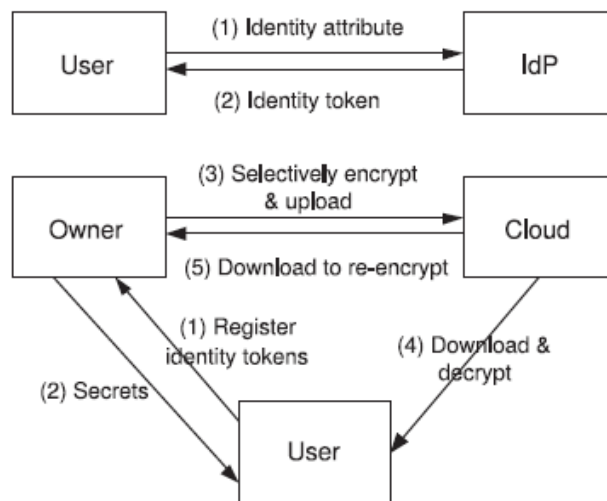 (1) Identity attribute
User
IdP
(2) Identity token
(3) Selectively encrypt
& upload
Owner
Cloud
(5) Download to re-encrypt
(1) Register
identity tokens
(4) Download &
decrypt
(2) Secrets
User